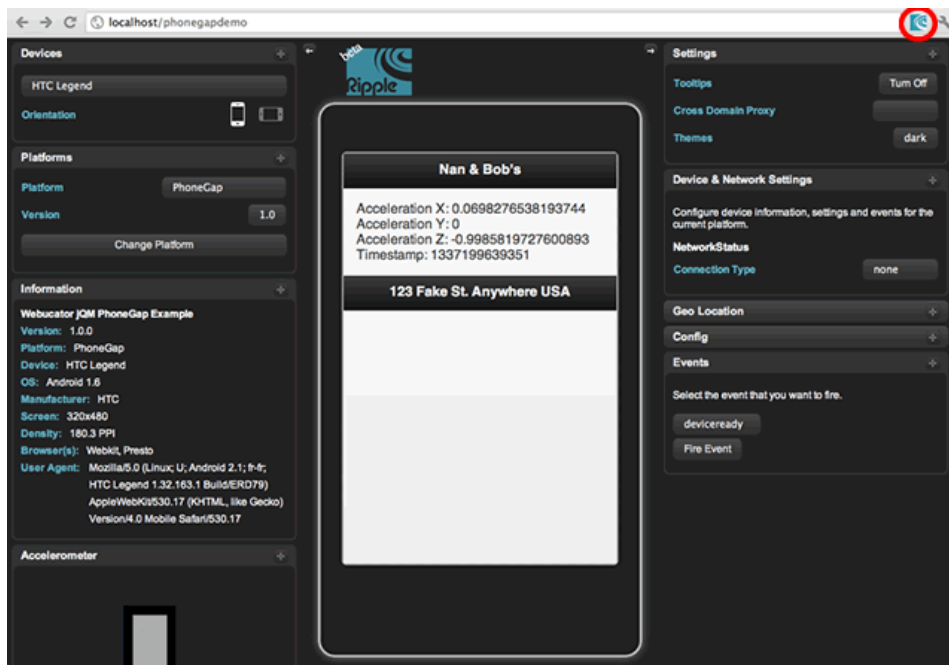 localhost/phonegapdemo
Devices
HTC Legend
Orientation
Platforms
Platform PhoneGap
Version 1.0
Change Platform
Information
Webucator jQM PhoneGap Example
Version: 1.0.0
Platform: PhoneGap
Device: HTC Legend
OS: Android 1.6
Manufacturer: HTC
Screen: 320x480
Density: 180.3 PPI
Browser(s): Webkit, Presto
User Agent: Mozilla/5.0 (Linux; U; Android 2.1; fr-fr;
HTC Legend 1.32.163.1 Build/ERD79)
AppleWebKit/530.17 (KHTML, like Gecko)
Version/4.0 Mobile Safari/530.17
Accelerometer
beta
Ripple
Nan & Bob's
Acceleration X: 0.0698276538193744
Acceleration Y: 0
Acceleration Z: -0.9985819727600893
Timestamp: 1337199639351
123 Fake St. Anywhere USA
Settings
Tooltips Turn Off
Cross Domain Proxy
Themes dark
Device & Network Settings
Configure device information, settings and events for the
current platform.
NetworkStatus
Connection Type none
Geo Location
Config
Events
Select the event that you want to fire.
deviceready
Fire Event